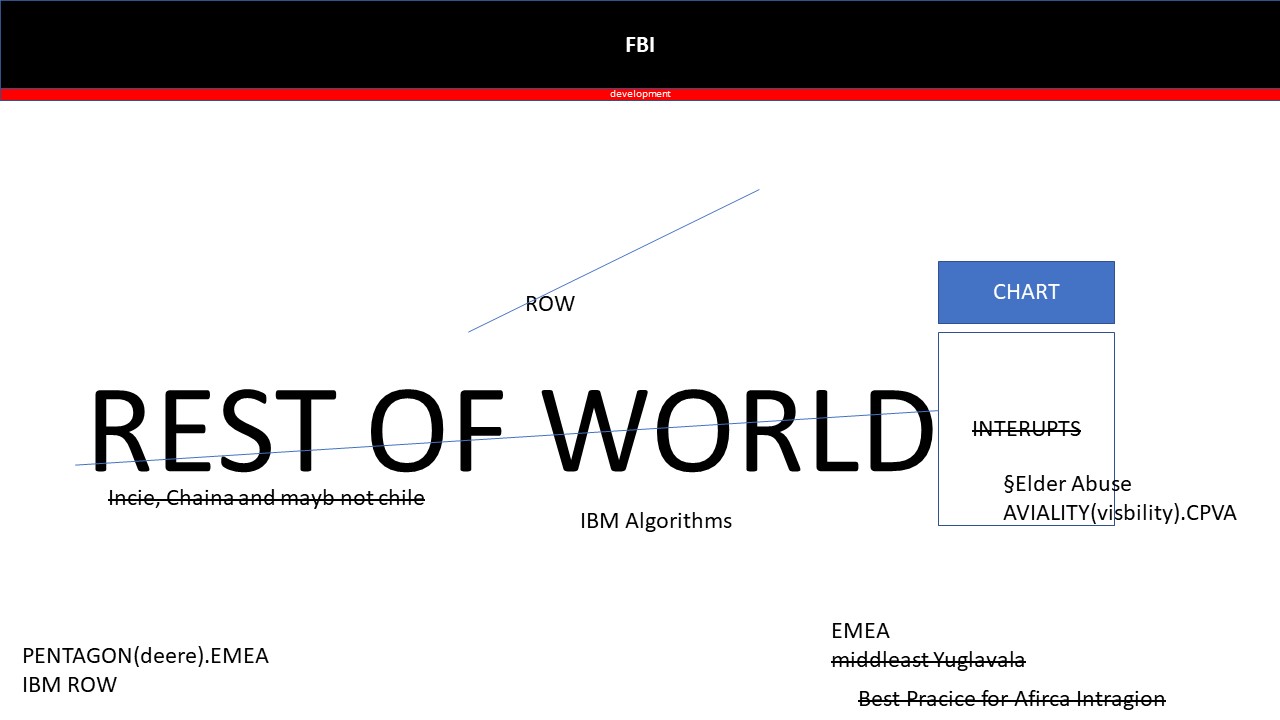 FBI
development
CHART
ROW
REST OF WORLD
INTERUPTS
Incie, Chaina and mayb not chile
§Elder Abuse
AVIALITY(visbility).CPVA
IBM Algorithms
EMEA
middleast Yuglavala
PENTAGON(deere).EMEA
IBM ROW
Best Pracice for Afirca Intragion